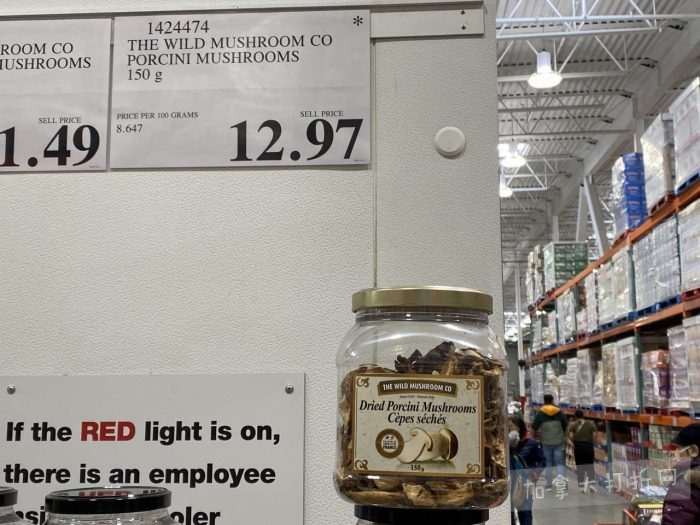 ROOM CO
MUSHROOMS
SELL PRICE
1.49
1424474 *
THE WILD MUSHROOM CO
PORCINI MUSHROOMS
150 g
PRICE PER 100 GRAMS
8.647
SELL PRICE
12.97
THE WILD MUSHROOM CO
Dried Porcini Mushrooms
Cèpes séchés
150 g
If the RED light is on,
there is an employee
加拿大打折网